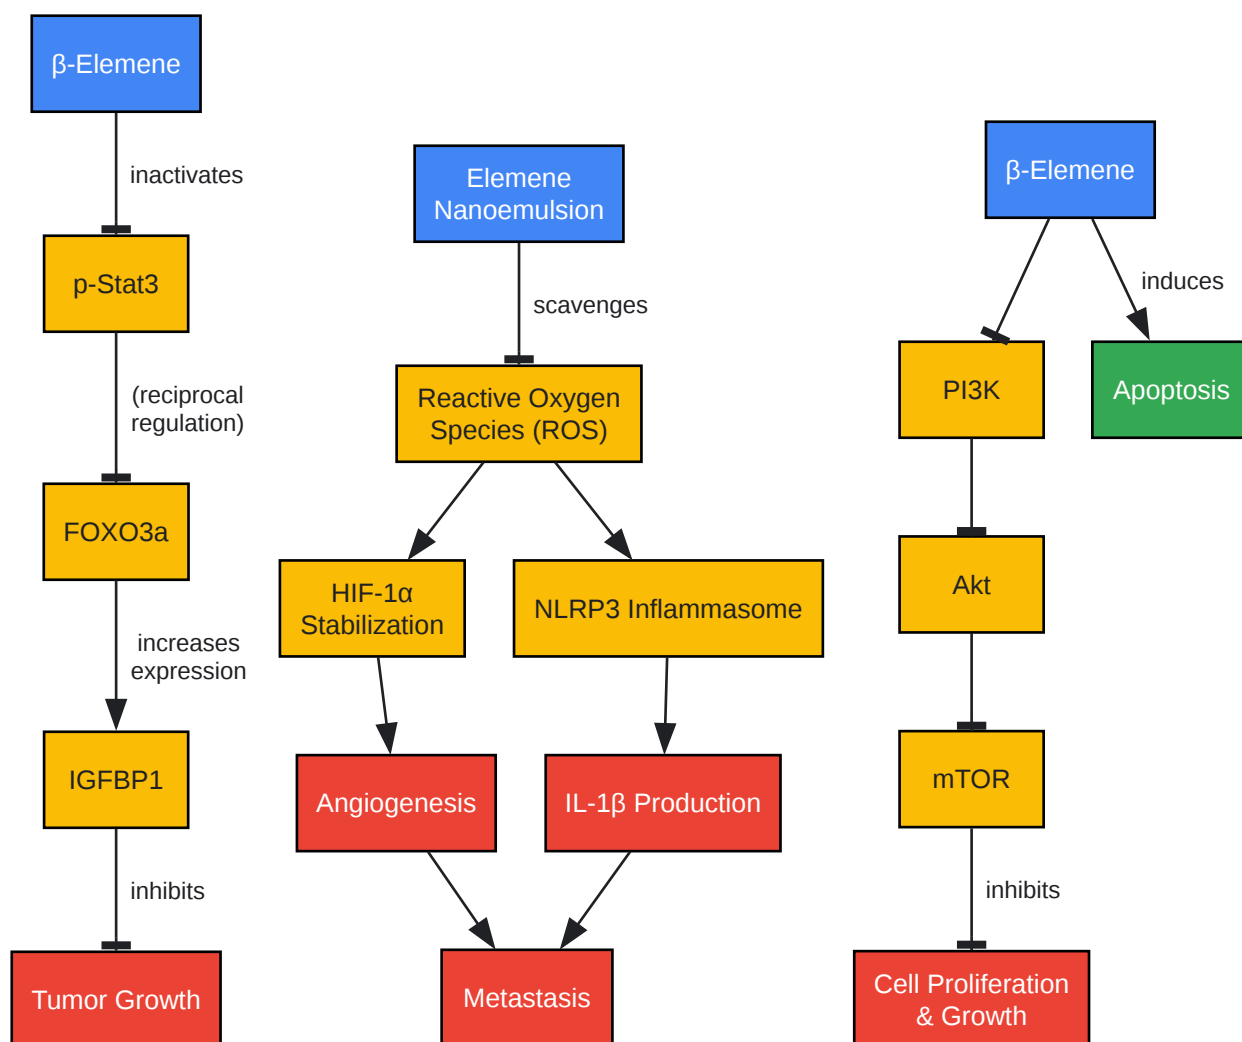 β-Elemene
inactivates
p-Stat3
(reciprocal
regulation)
FOXO3a
increases
expression
IGFBP1
inhibits
Tumor Growth
Elemene
Nanoemulsion
scavenges
Reactive Oxygen
Species (ROS)
HIF-1α
Stabilization
NLRP3 Inflammasome
Angiogenesis
IL-1β Production
Metastasis
β-Elemene
induces
PI3K
Apoptosis
Akt
mTOR
inhibits
Cell Proliferation
& Growth